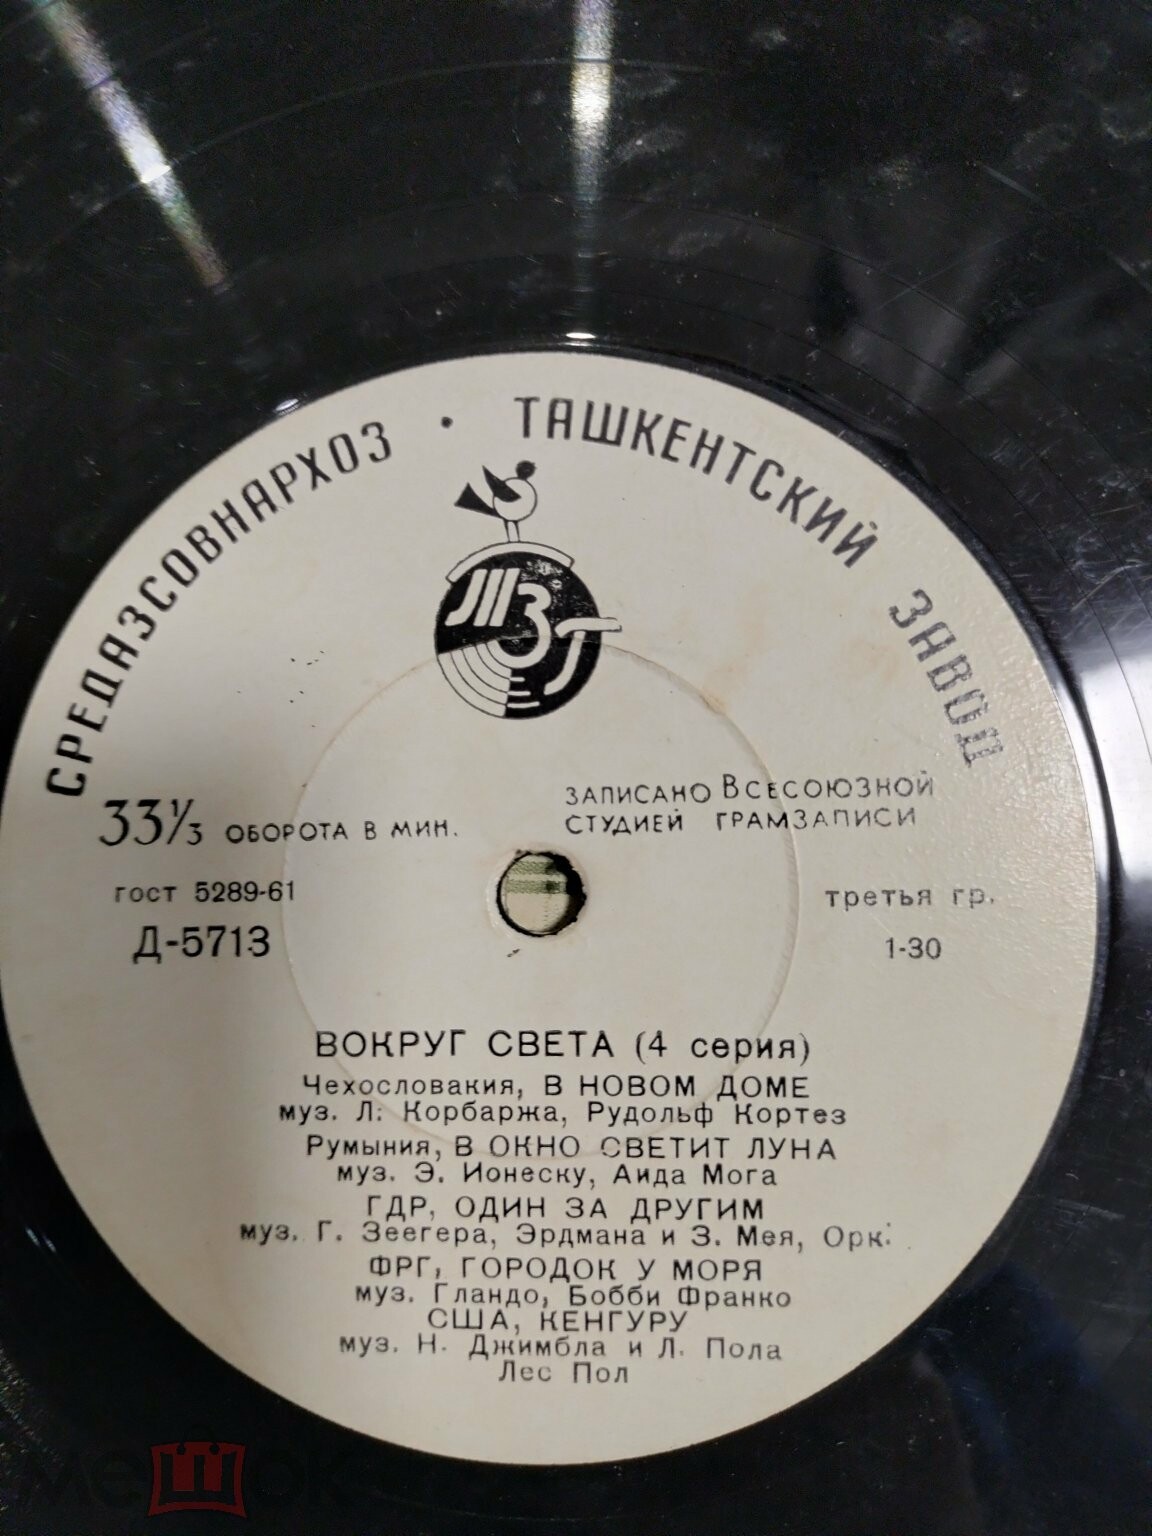 СРЕДАЗСОВНАРХОЗ • ТАШКЕНТСКИЙ ЗАВОД
ТЗГ
33⅓ ОБОРОТА В МИН.
ЗАПИСАНО ВСЕСОЮЗНОЙ
СТУДИЕЙ ГРАМЗАПИСИ
гост 5289-61
третья гр.
Д-5713
1-30
ВОКРУГ СВЕТА (4 серия)
Чехословакия, В НОВОМ ДОМЕ
муз. Л. Корбаржа, Рудольф Кортез
Румыния, В ОКНО СВЕТИТ ЛУНА
муз. Э. Ионеску, Аида Мога
ГДР, ОДИН ЗА ДРУГИМ
муз. Г. Зеегера, Эрдмана и З. Мея, Орк.
ФРГ, ГОРОДОК У МОРЯ
муз. Гландо, Бобби Франко
США, КЕНГУРУ
муз. Н. Джимбла и Л. Пола
Лес Пол
мешок